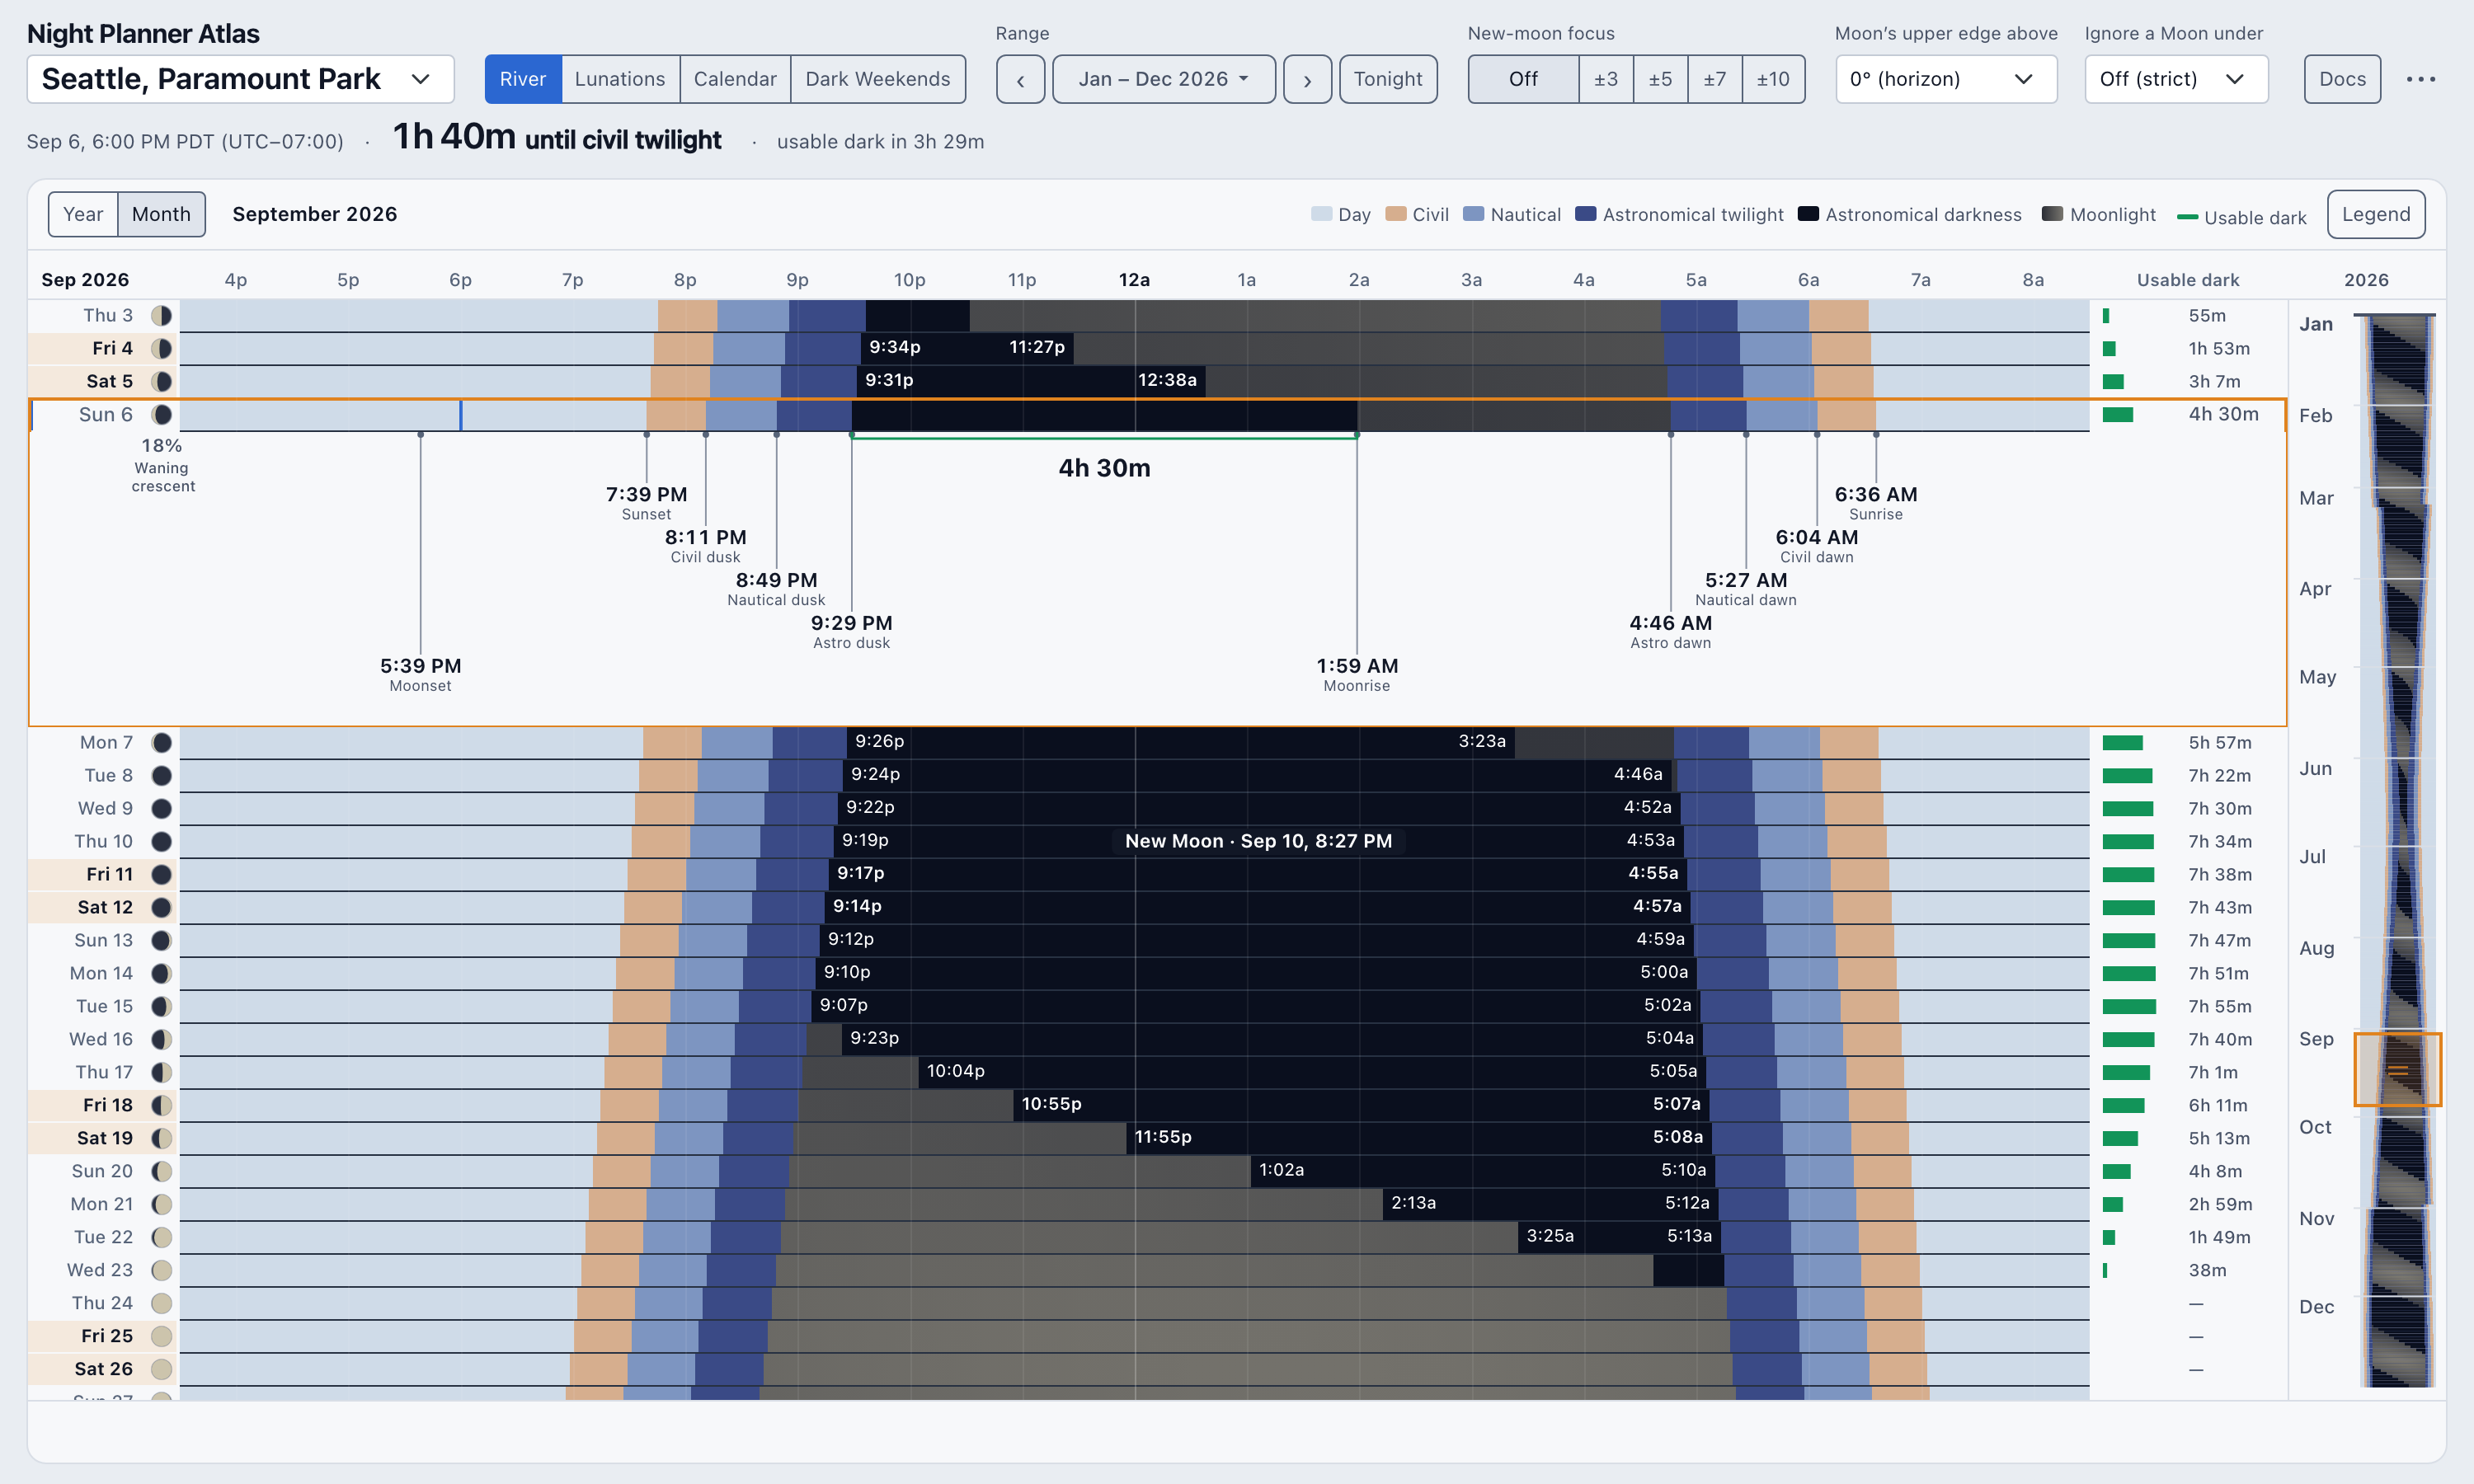 Night Planner Atlas
Range
New-moon focus
Moon's upper edge above
Ignore a Moon under
Seattle, Paramount Park
River
Lunations
Calendar
Dark Weekends
‹
Jan – Dec 2026
›
Tonight
Off
±3
±5
±7
±10
0° (horizon)
Off (strict)
Docs
Sep 6, 6:00 PM PDT (UTC−07:00) · 1h 40m until civil twilight · usable dark in 3h 29m
Year
Month
September 2026
Day
Civil
Nautical
Astronomical twilight
Astronomical darkness
Moonlight
Usable dark
Legend
Sep 2026 4p 5p 6p 7p 8p 9p 10p 11p 12a 1a 2a 3a 4a 5a 6a 7a 8a Usable dark 2026
Thu 3 55m
Fri 4 9:34p 11:27p 1h 53m
Sat 5 9:31p 12:38a 3h 7m
Sun 6 4h 30m
18%
Waning
crescent
4h 30m
7:39 PM
Sunset
8:11 PM
Civil dusk
8:49 PM
Nautical dusk
9:29 PM
Astro dusk
5:39 PM
Moonset
1:59 AM
Moonrise
4:46 AM
Astro dawn
5:27 AM
Nautical dawn
6:04 AM
Civil dawn
6:36 AM
Sunrise
Mon 7 9:26p 3:23a 5h 57m
Tue 8 9:24p 4:46a 7h 22m
Wed 9 9:22p 4:52a 7h 30m
Thu 10 9:19p New Moon · Sep 10, 8:27 PM 4:53a 7h 34m
Fri 11 9:17p 4:55a 7h 38m
Sat 12 9:14p 4:57a 7h 43m
Sun 13 9:12p 4:59a 7h 47m
Mon 14 9:10p 5:00a 7h 51m
Tue 15 9:07p 5:02a 7h 55m
Wed 16 9:23p 5:04a 7h 40m
Thu 17 10:04p 5:05a 7h 1m
Fri 18 10:55p 5:07a 6h 11m
Sat 19 11:55p 5:08a 5h 13m
Sun 20 1:02a 5:10a 4h 8m
Mon 21 2:13a 5:12a 2h 59m
Tue 22 3:25a 5:13a 1h 49m
Wed 23 38m
Thu 24 —
Fri 25 —
Sat 26 —
Jan
Feb
Mar
Apr
May
Jun
Jul
Aug
Sep
Oct
Nov
Dec